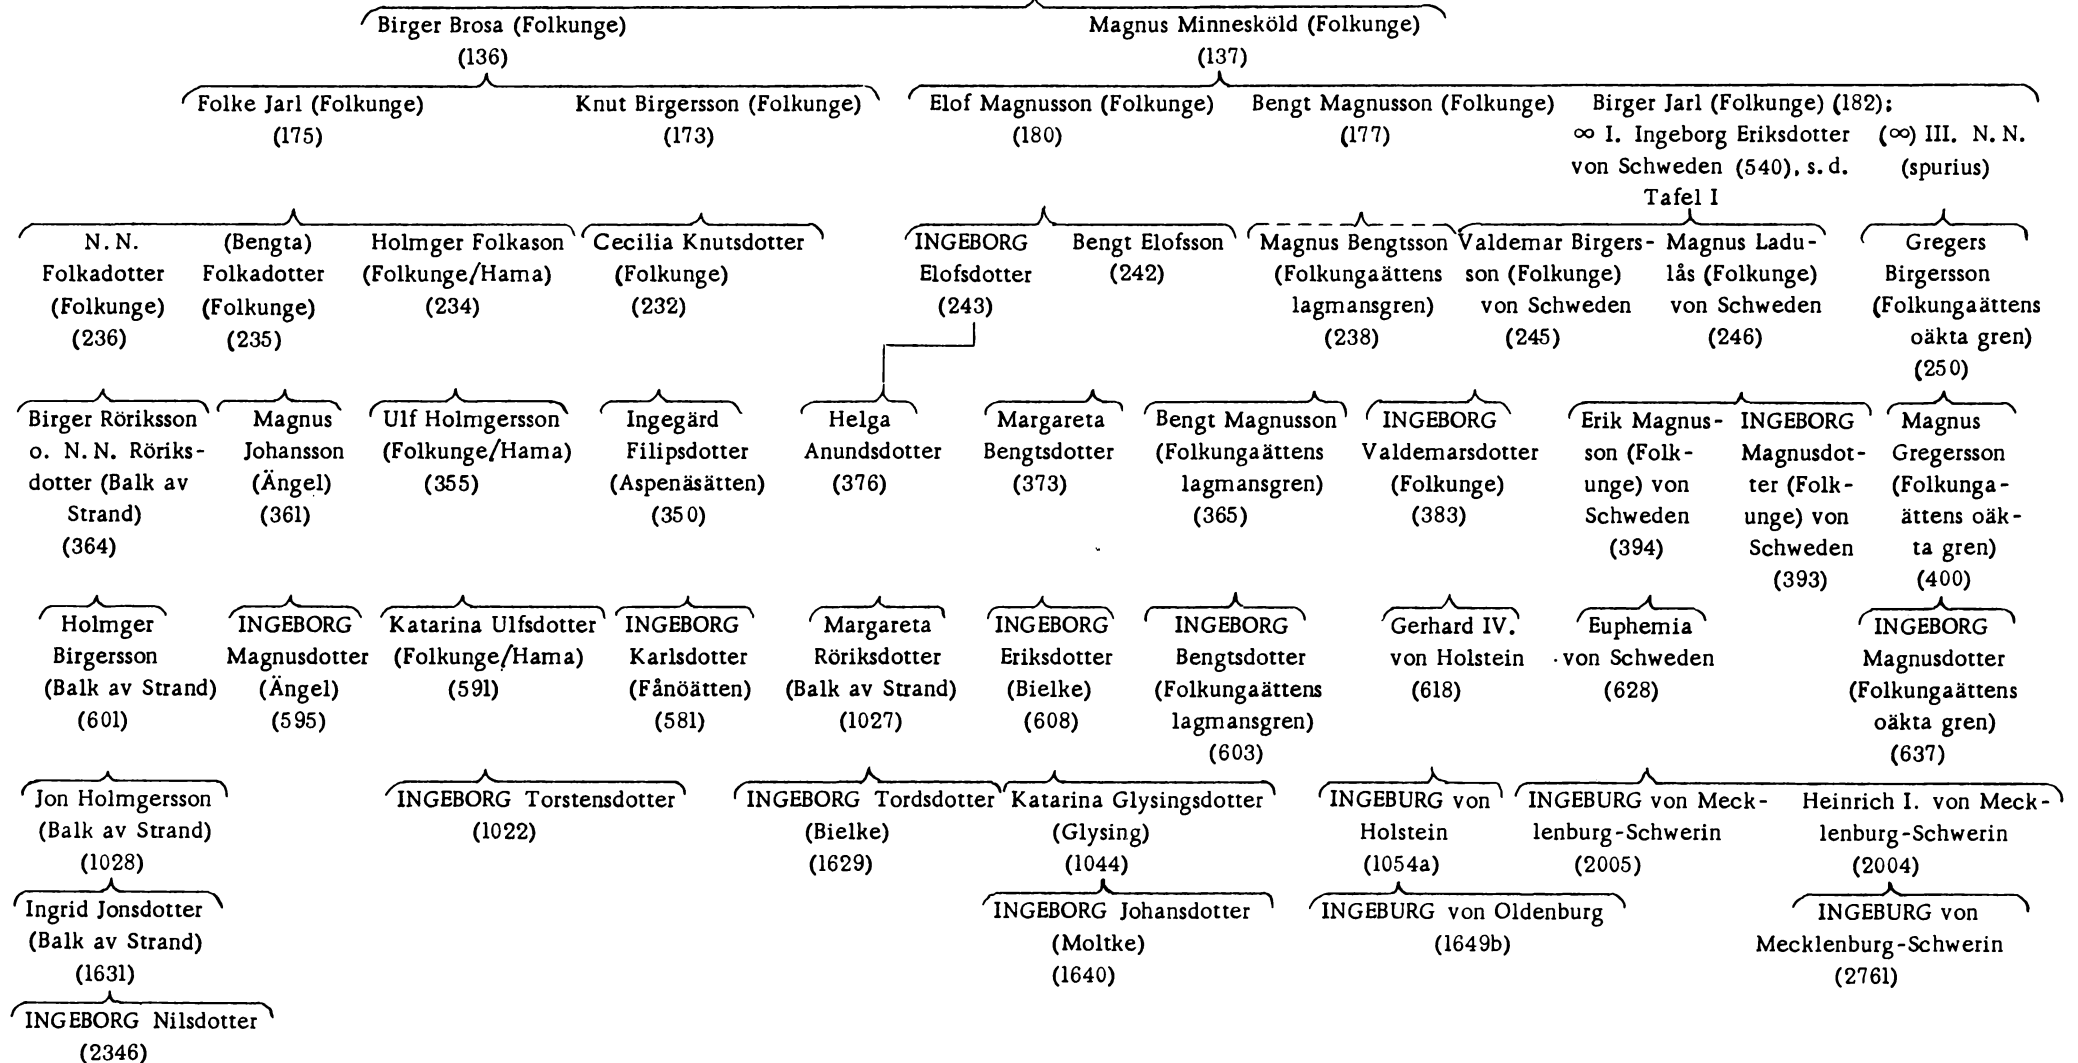 Birger Brosa (Folkunge) Magnus Minnesköld (Folkunge)
(136) (137)
Folke Jarl (Folkunge) Knut Birgersson (Folkunge) Elof Magnusson (Folkunge) Bengt Magnusson (Folkunge) Birger Jarl (Folkunge) (182);
(175) (173) (180) (177) ∞ I. Ingeborg Eriksdotter (∞) III. N. N.
von Schweden (540), s. d. (spurius)
Tafel I
N. N. (Bengta) Holmger Folkason Cecilia Knutsdotter INGEBORG Bengt Elofsson Magnus Bengtsson Valdemar Birgers- Magnus Ladu- Gregers
Folkadotter Folkadotter (Folkunge/Hama) (Folkunge) Elofsdotter (242) (Folkungaättens son (Folkunge) lås (Folkunge) Birgersson
(Folkunge) (Folkunge) (234) (232) (243) lagmansgren) von Schweden von Schweden (Folkungaättens
(236) (235) (238) (245) (246) oäkta gren)
(250)
Birger Röriksson Magnus Ulf Holmgersson Ingegärd Helga Margareta Bengt Magnusson INGEBORG Erik Magnus- INGEBORG Magnus
o. N. N. Röriks- Johansson (Folkunge/Hama) Filipsdotter Anundsdotter Bengtsdotter (Folkungaättens Valdemarsdotter son (Folk- Magnusdot- Gregersson
dotter (Balk av (Ängel) (355) (Aspenäsätten) (376) (373) lagmansgren) (Folkunge) unge) von ter (Folk- (Folkunga-
Strand) (361) (350) (365) (383) Schweden unge) von ättens oäk-
(364) (394) Schweden ta gren)
(393) (400)
Holmger INGEBORG Katarina Ulfsdotter INGEBORG Margareta INGEBORG INGEBORG Gerhard IV. Euphemia INGEBORG
Birgersson Magnusdotter (Folkunge/Hama) Karlsdotter Röriksdotter Eriksdotter Bengtsdotter von Holstein von Schweden Magnusdotter
(Balk av Strand) (Ängel) (591) (Fånöätten) (Balk av Strand) (Bielke) (Folkungaättens (618) (628) (Folkungaättens
(601) (595) (581) (1027) (608) lagmansgren) oäkta gren)
(603) (637)
Jon Holmgersson INGEBORG Torstensdotter INGEBORG Tordsdotter Katarina Glysingsdotter INGEBURG von INGEBURG von Meck- Heinrich I. von Meck-
(Balk av Strand) (1022) (Bielke) (Glysing) Holstein lenburg-Schwerin lenburg-Schwerin
(1028) (1629) (1044) (1054a) (2005) (2004)
Ingrid Jonsdotter INGEBORG Johansdotter INGEBURG von Oldenburg INGEBURG von
(Balk av Strand) (Moltke) (1649b) Mecklenburg-Schwerin
(1631) (1640) (2761)
INGEBORG Nilsdotter
(2346)